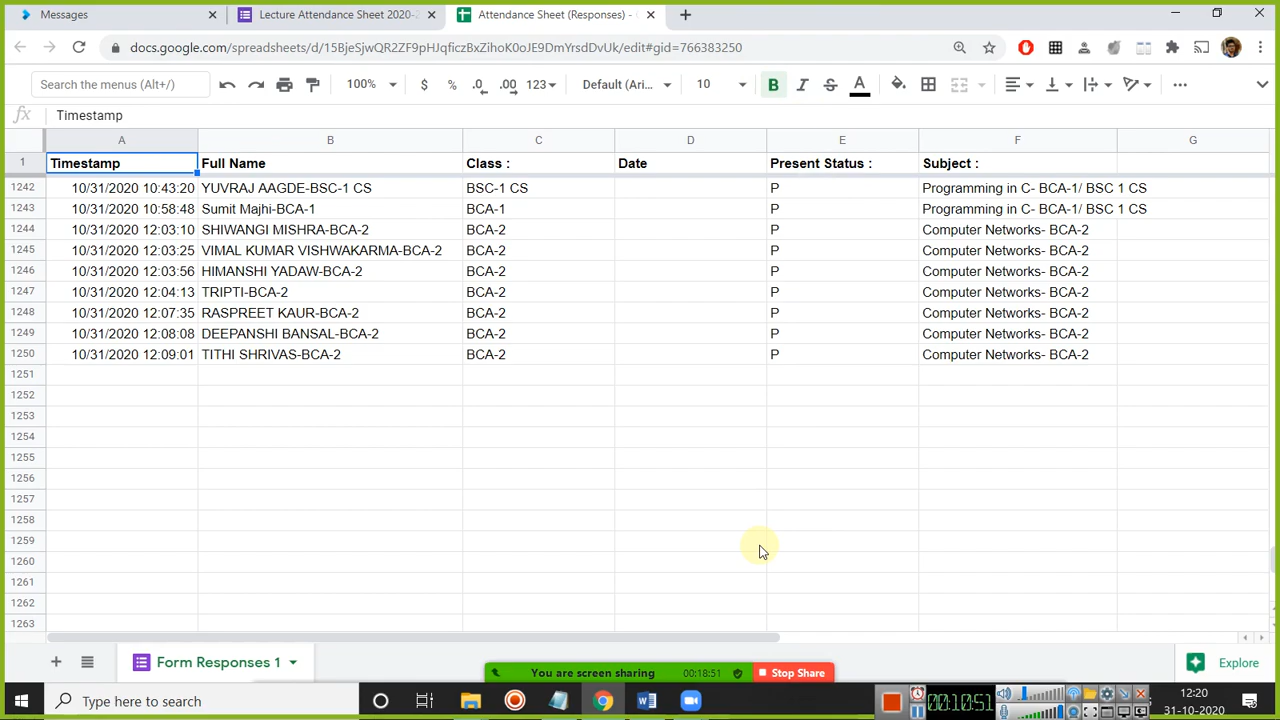 Messages
Lecture Attendance Sheet 2020-
Attendance Sheet (Responses) -
Search the menus (Alt+/)
100%
$
%
.0
.00
123
Default (Ari...
10
B
I
S
A
fx
Timestamp
A B C D E F G
1 Timestamp Full Name Class : Date Present Status : Subject :
1242 10/31/2020 10:43:20 YUVRAJ AAGDE-BSC-1 CS BSC-1 CS P Programming in C- BCA-1/ BSC 1 CS
1243 10/31/2020 10:58:48 Sumit Majhi-BCA-1 BCA-1 P Programming in C- BCA-1/ BSC 1 CS
1244 10/31/2020 12:03:10 SHIWANGI MISHRA-BCA-2 BCA-2 P Computer Networks- BCA-2
1245 10/31/2020 12:03:25 VIMAL KUMAR VISHWAKARMA-BCA-2 BCA-2 P Computer Networks- BCA-2
1246 10/31/2020 12:03:56 HIMANSHI YADAW-BCA-2 BCA-2 P Computer Networks- BCA-2
1247 10/31/2020 12:04:13 TRIPTI-BCA-2 BCA-2 P Computer Networks- BCA-2
1248 10/31/2020 12:07:35 RASPREET KAUR-BCA-2 BCA-2 P Computer Networks- BCA-2
1249 10/31/2020 12:08:08 DEEPANSHI BANSAL-BCA-2 BCA-2 P Computer Networks- BCA-2
1250 10/31/2020 12:09:01 TITHI SHRIVAS-BCA-2 BCA-2 P Computer Networks- BCA-2
1251
1252
1253
1254
1255
1256
1257
1258
1259
1260
1261
1262
1263
Form Responses 1
Explore
You are screen sharing 00:18:51 Stop Share
Type here to search
00:10:51
12:20
31-10-2020